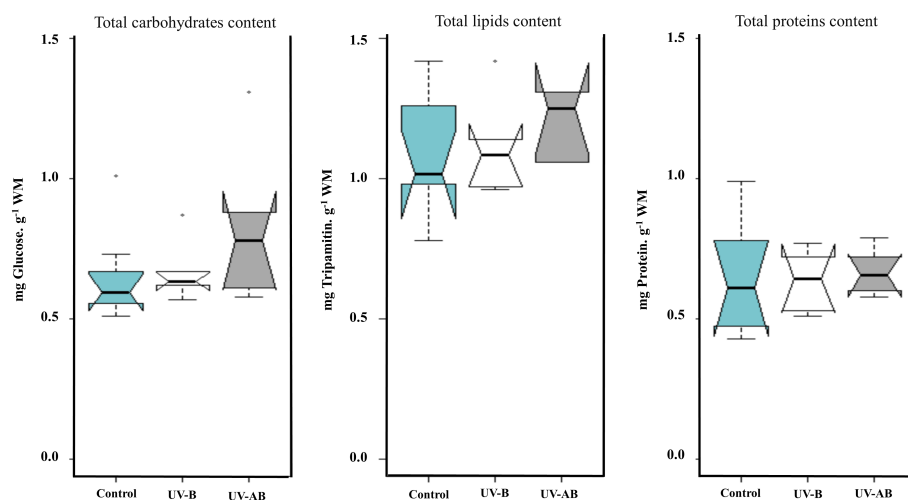 Total carbohydrates content
mg Glucose. g-1 WM
1.5
1.0
0.5
0.0
Control UV-B UV-AB
Total lipids content
mg Tripamitin. g-1 WM
1.5
1.0
0.5
0.0
Control UV-B UV-AB
Total proteins content
mg Protein. g-1 WM
1.5
1.0
0.5
0.0
Control UV-B UV-AB